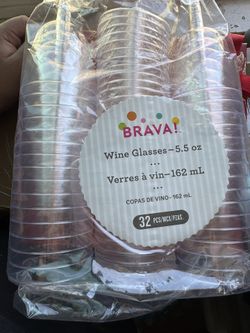 BRAVA!
Wine Glasses–5.5 oz
•••
Verres à vin–162 mL
•••
COPAS DE VINO–162 mL
32 PCS/MCX/PZAS.